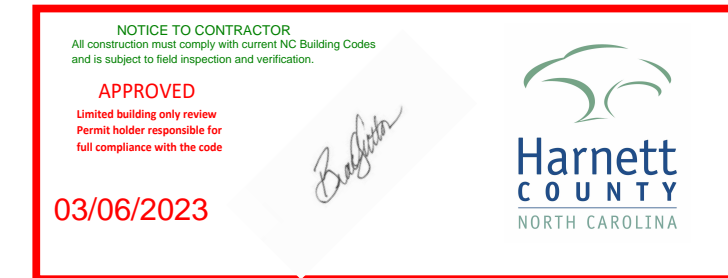 NOTICE TO CONTRACTOR
All construction must comply with current NC Building Codes
and is subject to field inspection and verification.
APPROVED
Limited building only review
Permit holder responsible for
full compliance with the code
Brad Sutton
03/06/2023
Harnett
COUNTY
NORTH CAROLINA